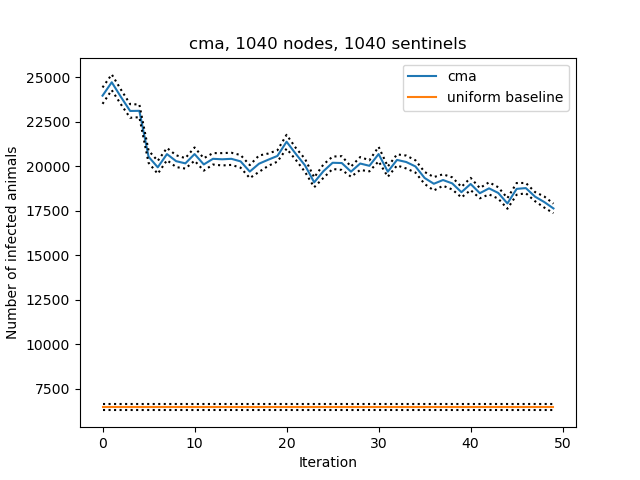 cma, 1040 nodes, 1040 sentinels
cma
uniform baseline
25000
22500
20000
17500
15000
12500
10000
7500
Number of infected animals
0 10 20 30 40 50
Iteration